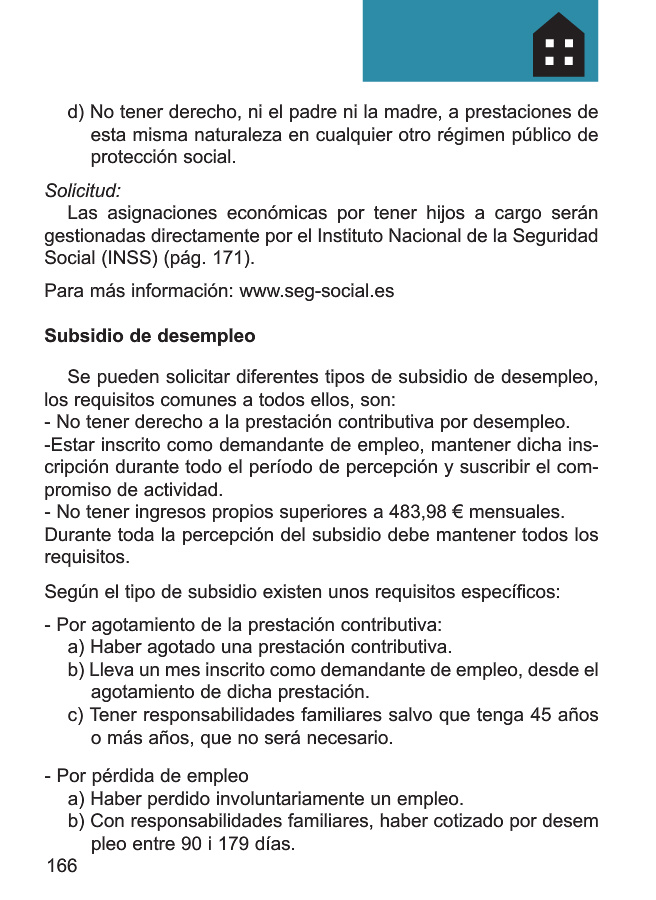 d) No tener derecho, ni el padre ni la madre, a prestaciones de
esta misma naturaleza en cualquier otro régimen público de
protección social.
Solicitud:
Las asignaciones económicas por tener hijos a cargo serán
gestionadas directamente por el Instituto Nacional de la Seguridad
Social (INSS) (pág. 171).
Para más información: www.seg-social.es
Subsidio de desempleo
Se pueden solicitar diferentes tipos de subsidio de desempleo,
los requisitos comunes a todos ellos, son:
- No tener derecho a la prestación contributiva por desempleo.
-Estar inscrito como demandante de empleo, mantener dicha ins-
cripción durante todo el período de percepción y suscribir el com-
promiso de actividad.
- No tener ingresos propios superiores a 483,98 € mensuales.
Durante toda la percepción del subsidio debe mantener todos los
requisitos.
Según el tipo de subsidio existen unos requisitos específicos:
- Por agotamiento de la prestación contributiva:
a) Haber agotado una prestación contributiva.
b) Lleva un mes inscrito como demandante de empleo, desde el
agotamiento de dicha prestación.
c) Tener responsabilidades familiares salvo que tenga 45 años
o más años, que no será necesario.
- Por pérdida de empleo
a) Haber perdido involuntariamente un empleo.
b) Con responsabilidades familiares, haber cotizado por desem
pleo entre 90 i 179 días.
166